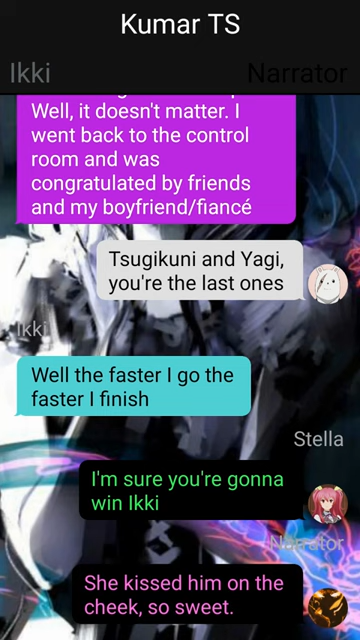 Kumar TS
Ikki
Narrator
Well, it doesn't matter. I
went back to the control
room and was
congratulated by friends
and my boyfriend/fiancé
Tsugikuni and Yagi,
you're the last ones
Ikki
Well the faster I go the
faster I finish
Stella
I'm sure you're gonna
win Ikki
Narrator
She kissed him on the
cheek, so sweet.